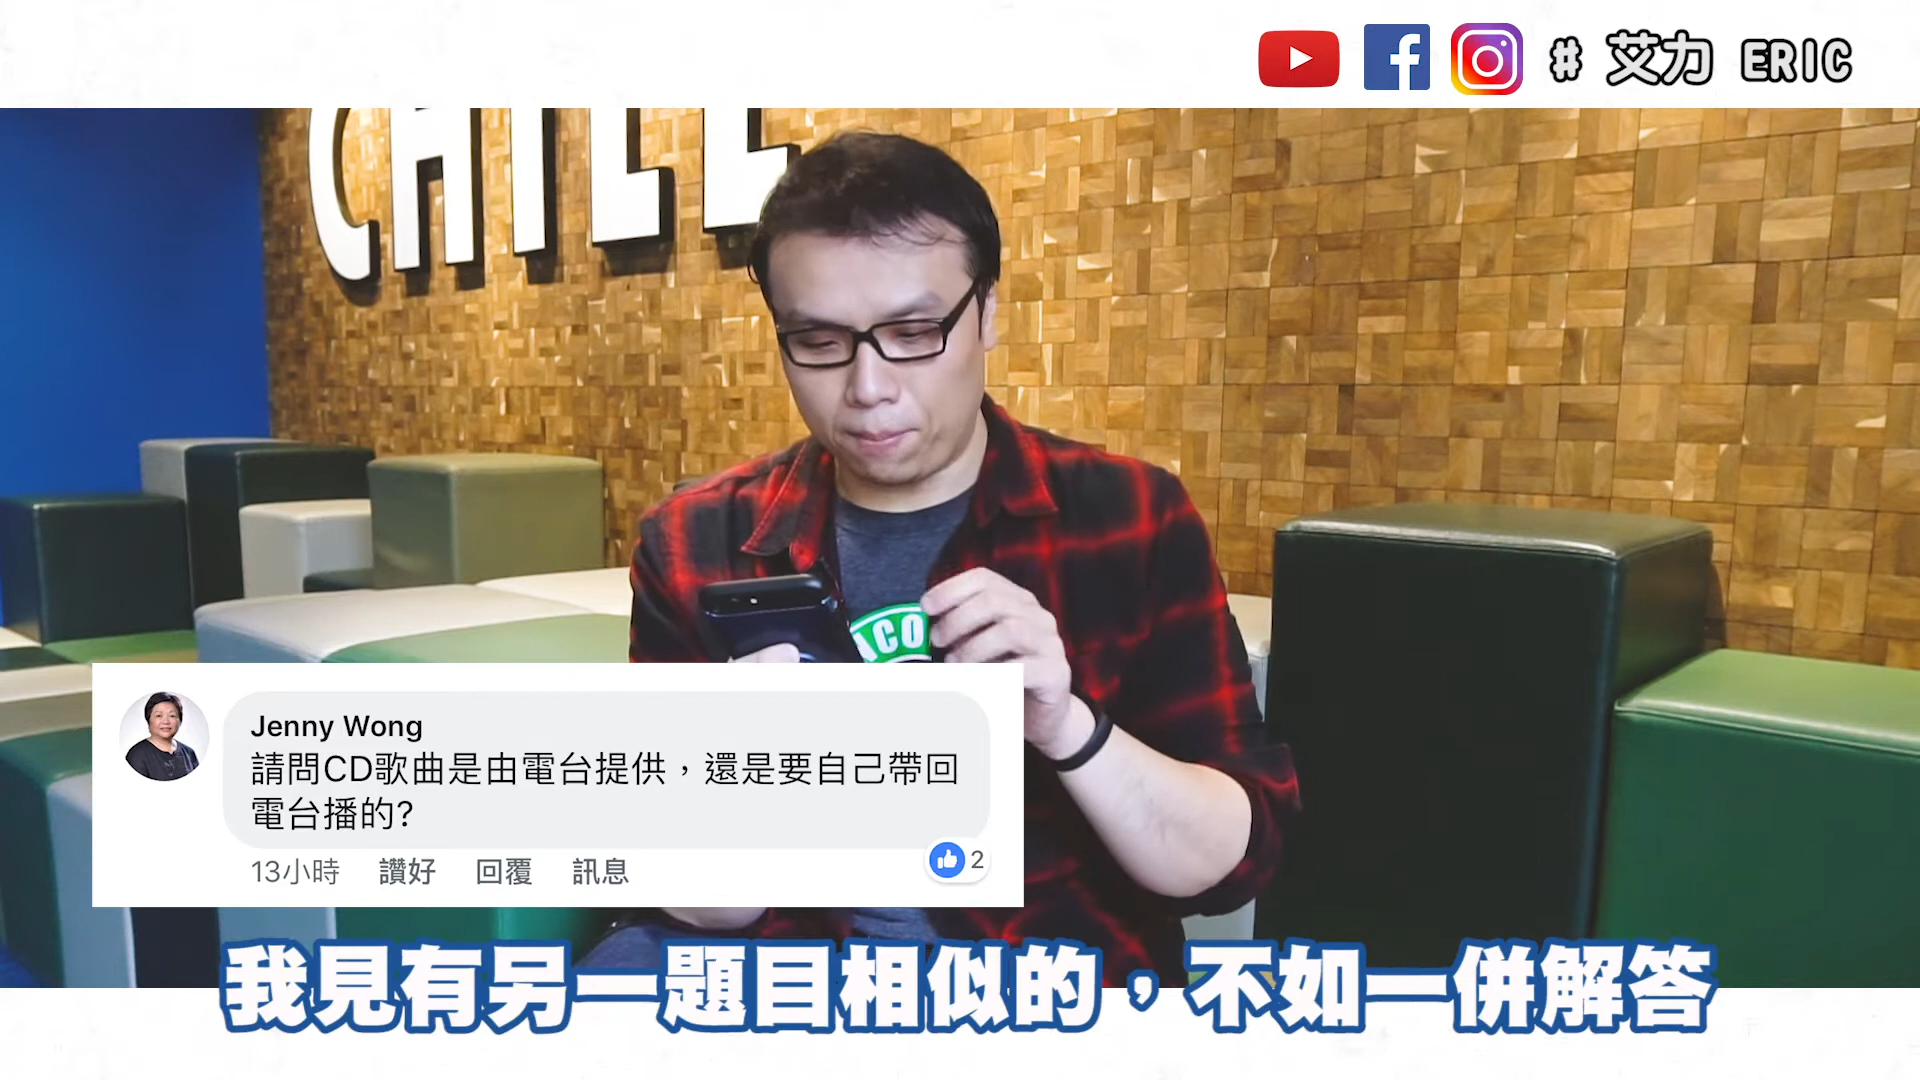 # 艾力 ERIC
CHILL
ACO
Jenny Wong
請問CD歌曲是由電台提供，還是要自己帶回
電台播的?
13小時 讚好 回覆 訊息
2
我見有另一題目相似的，不如一併解答